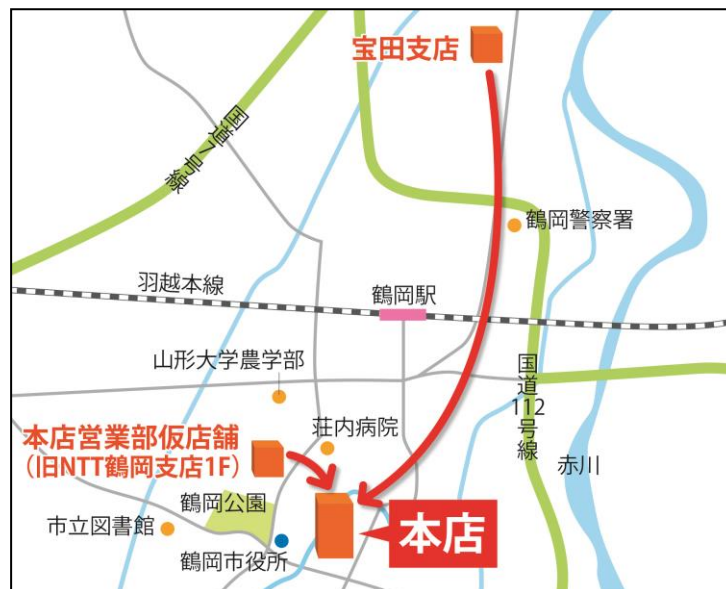 宝田支店
国道7号線
鶴岡警察署
羽越本線
鶴岡駅
山形大学農学部
国道112号線
本店営業部仮店舗
（旧NTT鶴岡支店1F）
荘内病院
赤川
鶴岡公園
本店
市立図書館
鶴岡市役所